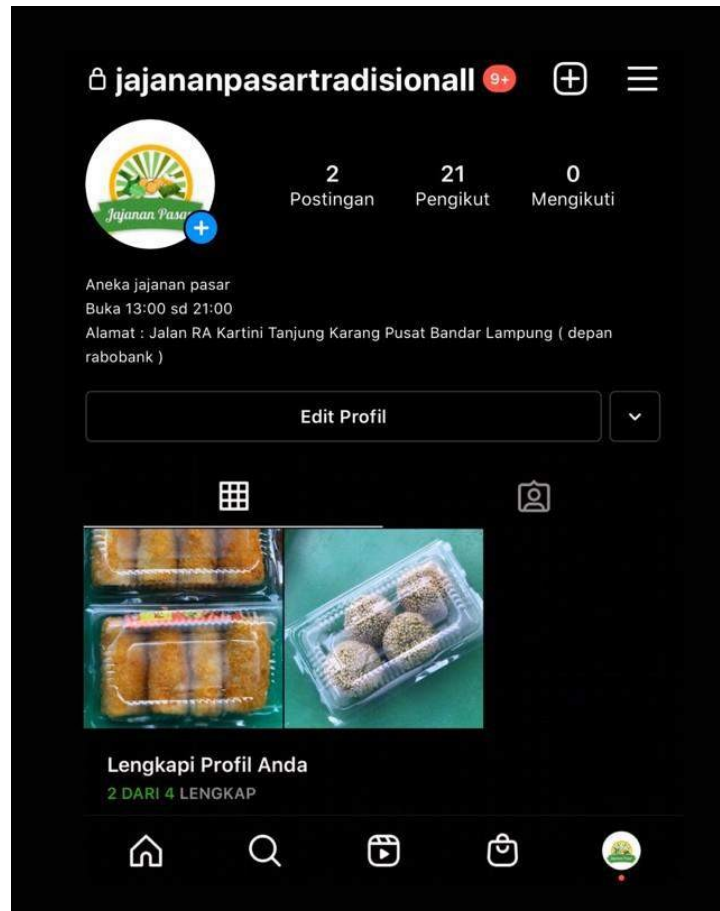 jajananpasartradisionall 9+
2 21 0
Postingan Pengikut Mengikuti
Jajanan Pasar
Aneka jajanan pasar
Buka 13:00 sd 21:00
Alamat : Jalan RA Kartini Tanjung Karang Pusat Bandar Lampung ( depan
rabobank )
Edit Profil
Lengkapi Profil Anda
2 DARI 4 LENGKAP